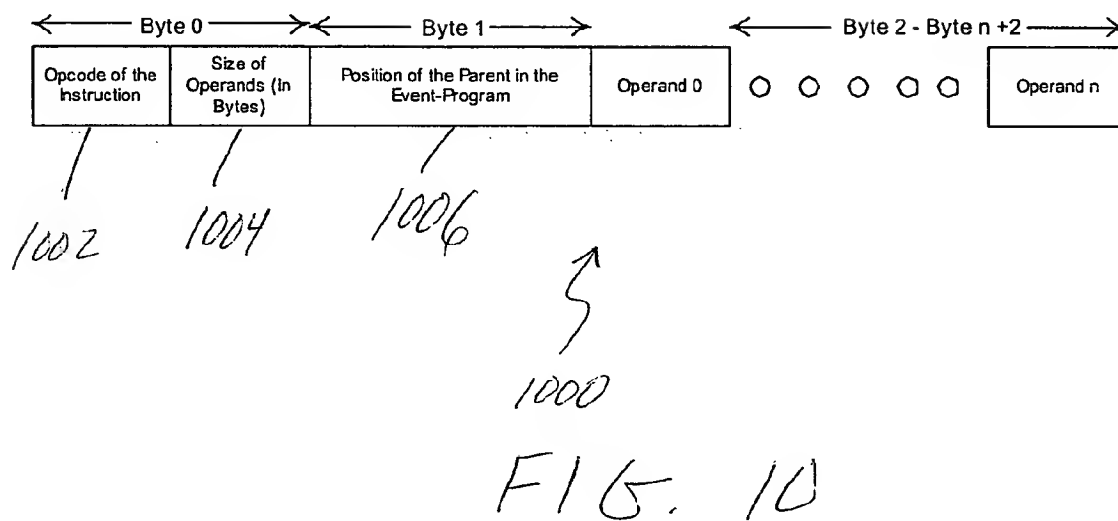 Byte 0
Byte 1
Byte 2 - Byte n +2
Opcode of the
Instruction
Size of
Operands (in
Bytes)
Position of the Parent in the
Event-Program
Operand 0
Operand n
1002
1004
1006
1000
FIG. 10